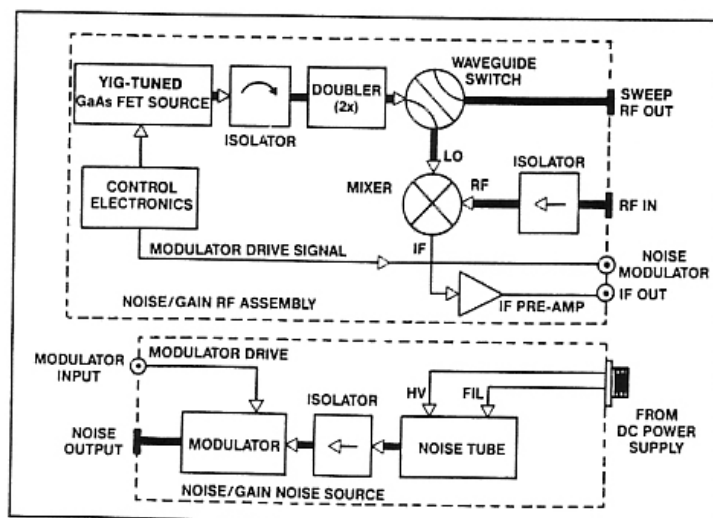 WAVEGUIDE
SWITCH
YIG-TUNED
GaAs FET SOURCE
DOUBLER
(2x)
SWEEP
RF OUT
ISOLATOR
LO
ISOLATOR
CONTROL
ELECTRONICS
MIXER
RF
RF IN
IF
MODULATOR DRIVE SIGNAL
NOISE
MODULATOR
IF PRE-AMP
IF OUT
NOISE/GAIN RF ASSEMBLY
MODULATOR
INPUT
MODULATOR DRIVE
ISOLATOR
HV
FIL
FROM
DC POWER
SUPPLY
NOISE
OUTPUT
MODULATOR
NOISE TUBE
NOISE/GAIN NOISE SOURCE